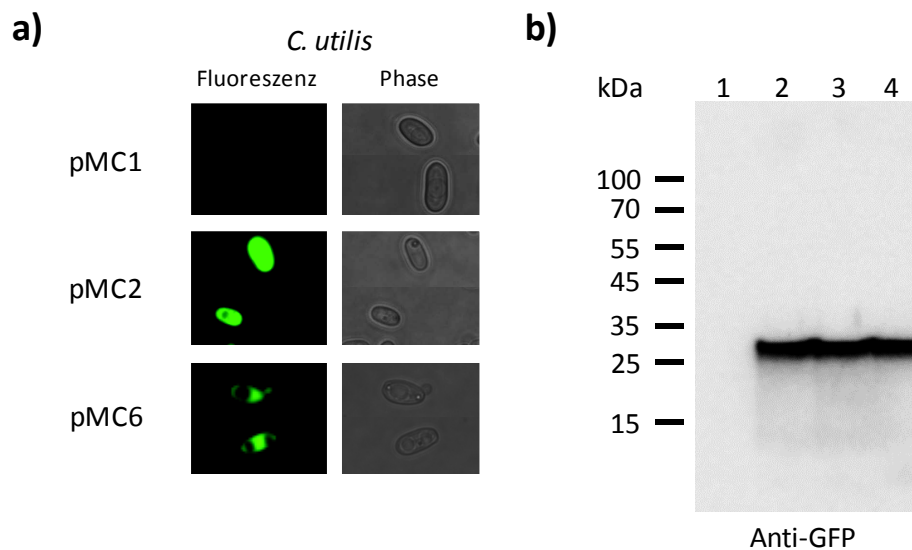 a)
C. utilis
Fluoreszenz Phase
pMC1
pMC2
pMC6
b)
kDa 1 2 3 4
100
70
55
45
35
25
15
Anti-GFP